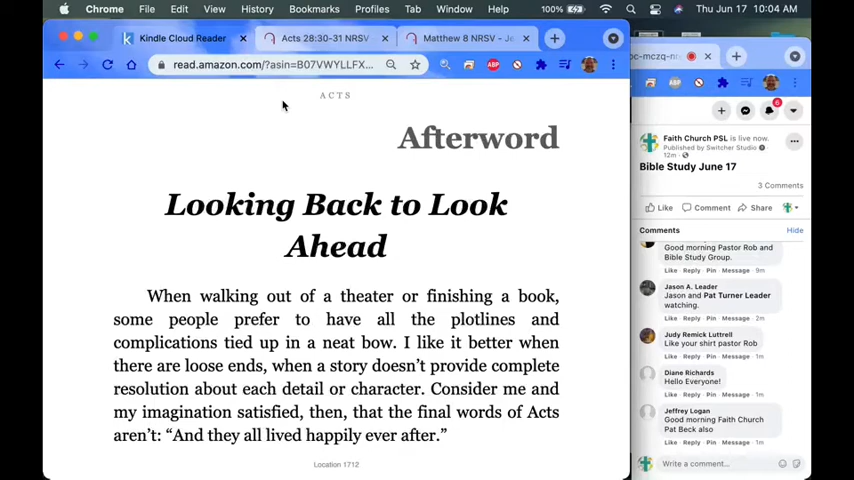 Chrome File Edit View History Bookmarks Profiles Tab Window Help 100% Thu Jun 17 10:04 AM
Kindle Cloud Reader × Acts 28:30-31 NRSV - × Matthew 8 NRSV - Je ×
read.amazon.com/?asin=B07VWYLLFX...
ABP
ACTS
Afterword
Looking Back to Look
Ahead
When walking out of a theater or finishing a book,
some people prefer to have all the plotlines and
complications tied up in a neat bow. I like it better when
there are loose ends, when a story doesn’t provide complete
resolution about each detail or character. Consider me and
my imagination satisfied, then, that the final words of Acts
aren’t: “And they all lived happily ever after.”
Location 1712
ABP
6
Faith Church PSL is live now.
Published by Switcher Studio
12m
Bible Study June 17
3 Comments
Like Comment Share
Comments Hide
Good morning Pastor Rob and
Bible Study Group.
Like · Reply · Pin · Message · 9m
Jason A. Leader
Jason and Pat Turner Leader
watching.
Like · Reply · Pin · Message · 2m
Judy Remick Luttrell
Like your shirt pastor Rob
Like · Reply · Pin · Message · 1m
Diane Richards
Hello Everyone!
Like · Reply · Pin · Message · 1m
Jeffrey Logan
Good morning Faith Church
Pat Beck also
Like · Reply · Pin · Message · 1m
Write a comment...